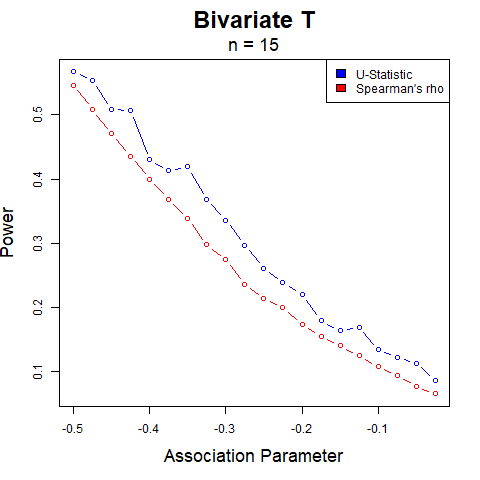 Bivariate T
n = 15
U-Statistic
Spearman's rho
Power
0.5
0.4
0.3
0.2
0.1
-0.5 -0.4 -0.3 -0.2 -0.1
Association Parameter